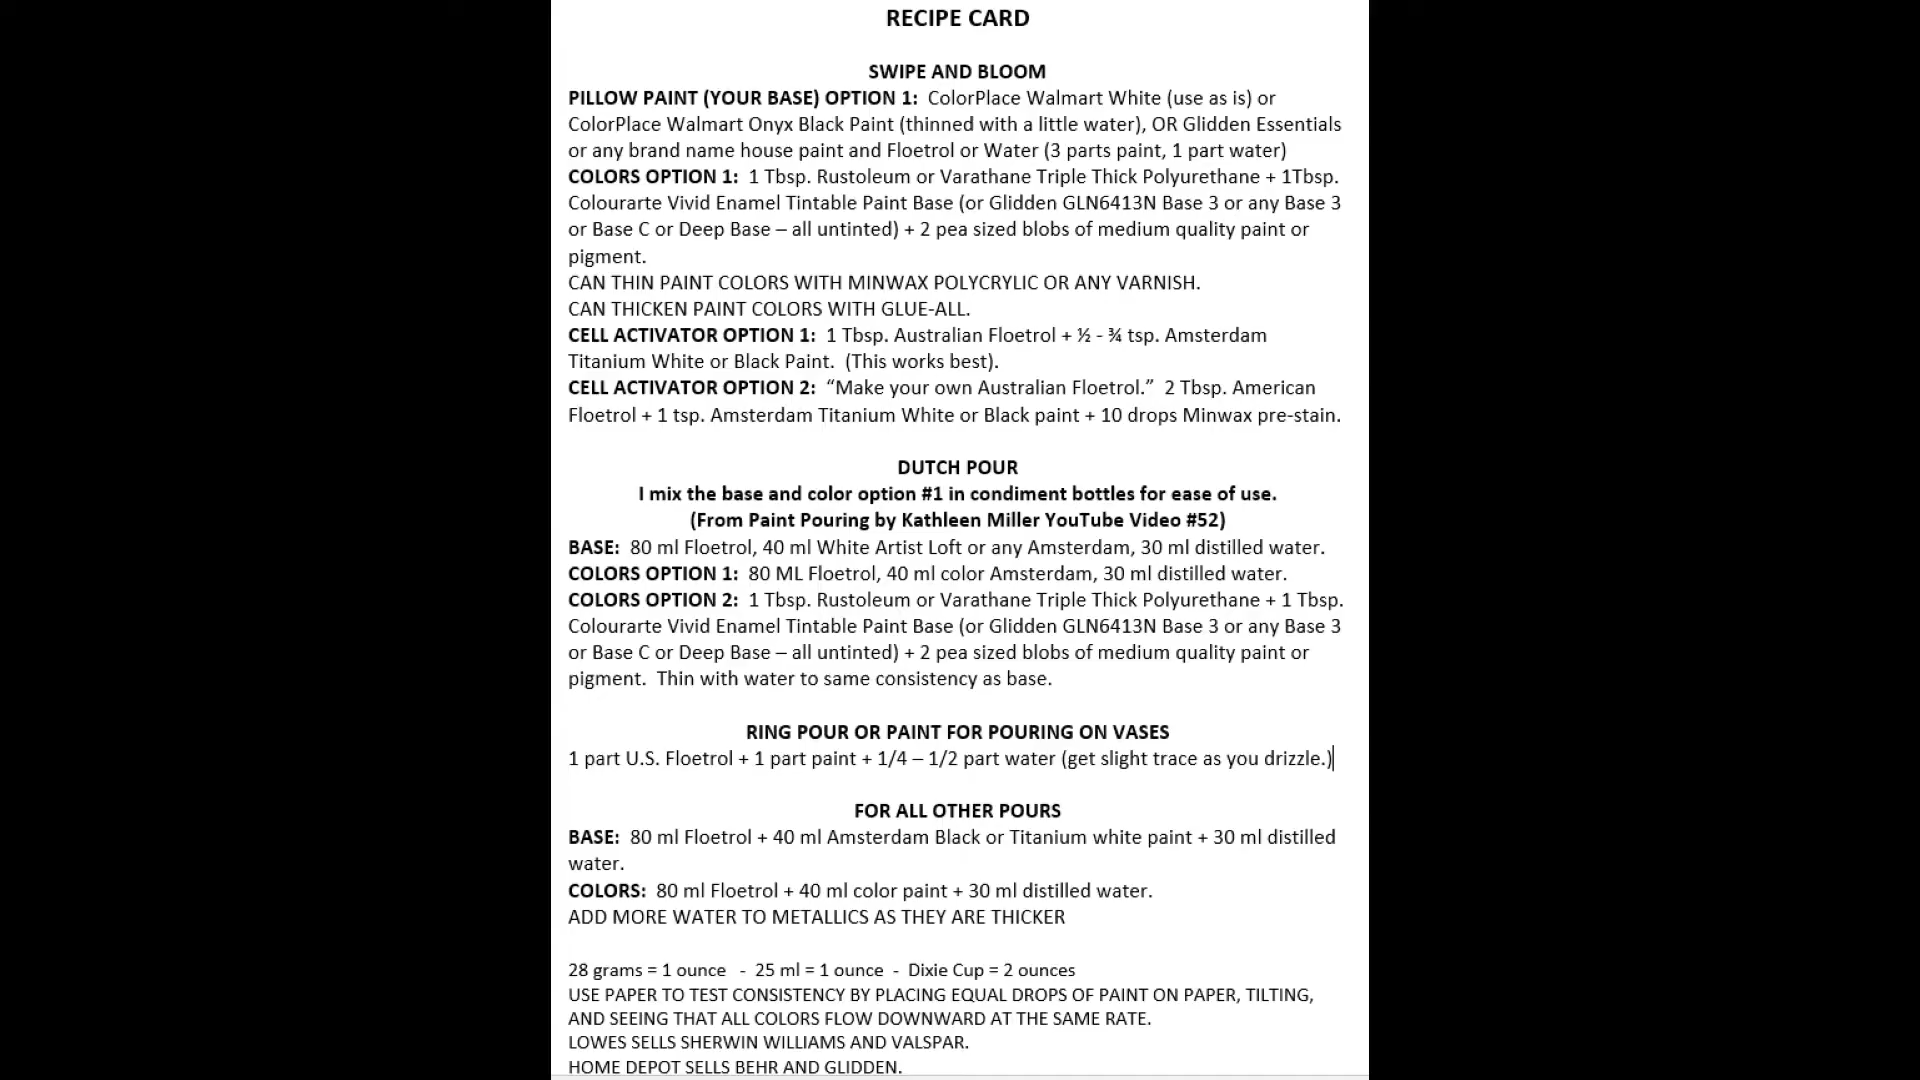 RECIPE CARD
SWIPE AND BLOOM
PILLOW PAINT (YOUR BASE) OPTION 1:  ColorPlace Walmart White (use as is) or
ColorPlace Walmart Onyx Black Paint (thinned with a little water), OR Glidden Essentials
or any brand name house paint and Floetrol or Water (3 parts paint, 1 part water)
COLORS OPTION 1:  1 Tbsp. Rustoleum or Varathane Triple Thick Polyurethane + 1Tbsp.
Colourarte Vivid Enamel Tintable Paint Base (or Glidden GLN6413N Base 3 or any Base 3
or Base C or Deep Base – all untinted) + 2 pea sized blobs of medium quality paint or
pigment.
CAN THIN PAINT COLORS WITH MINWAX POLYCRYLIC OR ANY VARNISH.
CAN THICKEN PAINT COLORS WITH GLUE-ALL.
CELL ACTIVATOR OPTION 1:  1 Tbsp. Australian Floetrol + ½ - ¾ tsp. Amsterdam
Titanium White or Black Paint.  (This works best).
CELL ACTIVATOR OPTION 2:  “Make your own Australian Floetrol.”  2 Tbsp. American
Floetrol + 1 tsp. Amsterdam Titanium White or Black paint + 10 drops Minwax pre-stain.
DUTCH POUR
I mix the base and color option #1 in condiment bottles for ease of use.
(From Paint Pouring by Kathleen Miller YouTube Video #52)
BASE:  80 ml Floetrol, 40 ml White Artist Loft or any Amsterdam, 30 ml distilled water.
COLORS OPTION 1:  80 ML Floetrol, 40 ml color Amsterdam, 30 ml distilled water.
COLORS OPTION 2:  1 Tbsp. Rustoleum or Varathane Triple Thick Polyurethane + 1 Tbsp.
Colourarte Vivid Enamel Tintable Paint Base (or Glidden GLN6413N Base 3 or any Base 3
or Base C or Deep Base – all untinted) + 2 pea sized blobs of medium quality paint or
pigment.  Thin with water to same consistency as base.
RING POUR OR PAINT FOR POURING ON VASES
1 part U.S. Floetrol + 1 part paint + 1/4 – 1/2 part water (get slight trace as you drizzle.)
FOR ALL OTHER POURS
BASE:  80 ml Floetrol + 40 ml Amsterdam Black or Titanium white paint + 30 ml distilled
water.
COLORS:  80 ml Floetrol + 40 ml color paint + 30 ml distilled water.
ADD MORE WATER TO METALLICS AS THEY ARE THICKER
28 grams = 1 ounce   -  25 ml = 1 ounce  -  Dixie Cup = 2 ounces
USE PAPER TO TEST CONSISTENCY BY PLACING EQUAL DROPS OF PAINT ON PAPER, TILTING,
AND SEEING THAT ALL COLORS FLOW DOWNWARD AT THE SAME RATE.
LOWES SELLS SHERWIN WILLIAMS AND VALSPAR.
HOME DEPOT SELLS BEHR AND GLIDDEN.